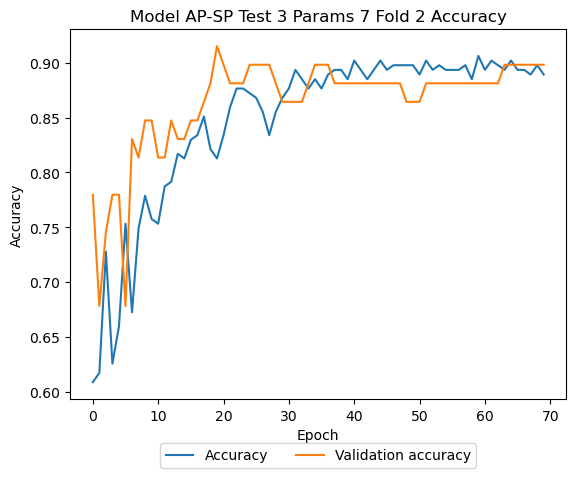 Model AP-SP Test 3 Params 7 Fold 2 Accuracy
0.90
0.85
0.80
0.75
0.70
0.65
0.60
Accuracy
0 10 20 30 40 50 60 70
Epoch
Accuracy Validation accuracy